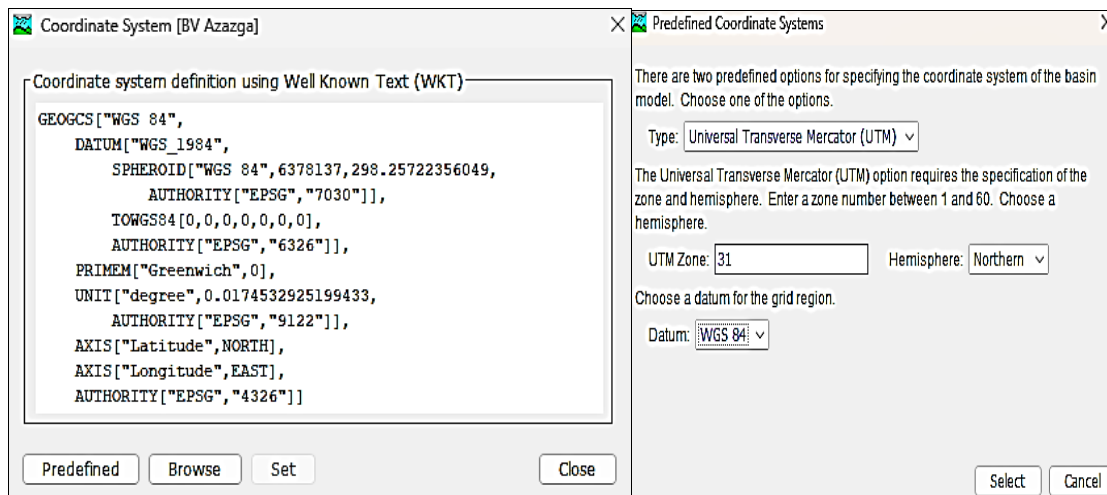 Coordinate System [BV Azazga]
Coordinate system definition using Well Known Text (WKT)
GEOGCS["WGS 84",
DATUM["WGS_1984",
SPHEROID["WGS 84",6378137,298.25722356049,
AUTHORITY["EPSG","7030"]],
TOWGS84[0,0,0,0,0,0,0],
AUTHORITY["EPSG","6326"]],
PRIMEM["Greenwich",0],
UNIT["degree",0.0174532925199433,
AUTHORITY["EPSG","9122"]],
AXIS["Latitude",NORTH],
AXIS["Longitude",EAST],
AUTHORITY["EPSG","4326"]]
Predefined Browse Set Close
Predefined Coordinate Systems
There are two predefined options for specifying the coordinate system of the basin
model. Choose one of the options.
Type: Universal Transverse Mercator (UTM)
The Universal Transverse Mercator (UTM) option requires the specification of the
zone and hemisphere. Enter a zone number between 1 and 60. Choose a
hemisphere.
UTM Zone: 31 Hemisphere: Northern
Choose a datum for the grid region.
Datum: WGS 84
Select Cancel